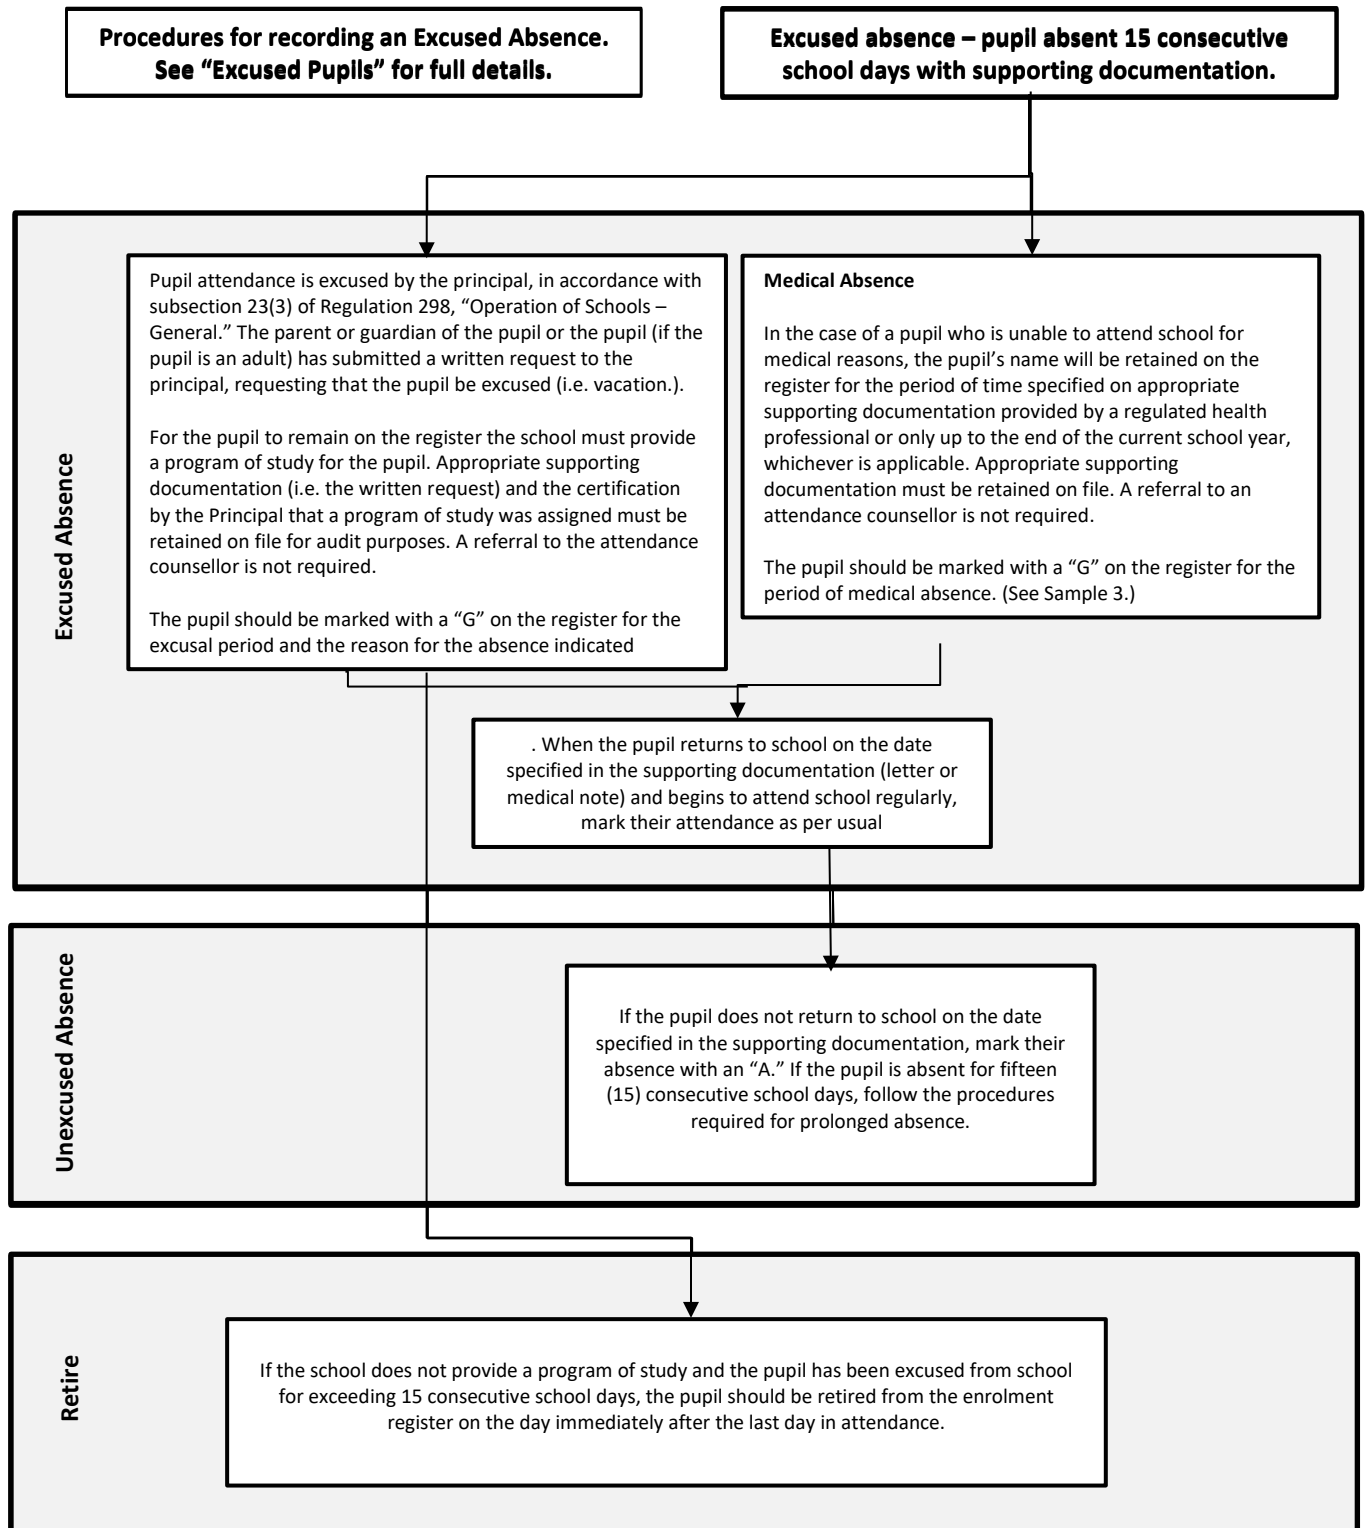 Procedures for recording an Excused Absence.
See “Excused Pupils” for full details.
Excused absence – pupil absent 15 consecutive
school days with supporting documentation.
Excused Absence
Pupil attendance is excused by the principal, in accordance with
subsection 23(3) of Regulation 298, “Operation of Schools –
General.” The parent or guardian of the pupil or the pupil (if the
pupil is an adult) has submitted a written request to the
principal, requesting that the pupil be excused (i.e. vacation.).
For the pupil to remain on the register the school must provide
a program of study for the pupil. Appropriate supporting
documentation (i.e. the written request) and the certification
by the Principal that a program of study was assigned must be
retained on file for audit purposes. A referral to the attendance
counsellor is not required.
The pupil should be marked with a “G” on the register for the
excusal period and the reason for the absence indicated
Medical Absence
In the case of a pupil who is unable to attend school for
medical reasons, the pupil’s name will be retained on the
register for the period of time specified on appropriate
supporting documentation provided by a regulated health
professional or only up to the end of the current school year,
whichever is applicable. Appropriate supporting
documentation must be retained on file. A referral to an
attendance counsellor is not required.
The pupil should be marked with a “G” on the register for the
period of medical absence. (See Sample 3.)
. When the pupil returns to school on the date
specified in the supporting documentation (letter or
medical note) and begins to attend school regularly,
mark their attendance as per usual
Unexcused Absence
If the pupil does not return to school on the date
specified in the supporting documentation, mark their
absence with an “A.” If the pupil is absent for fifteen
(15) consecutive school days, follow the procedures
required for prolonged absence.
Retire
If the school does not provide a program of study and the pupil has been excused from school
for exceeding 15 consecutive school days, the pupil should be retired from the enrolment
register on the day immediately after the last day in attendance.